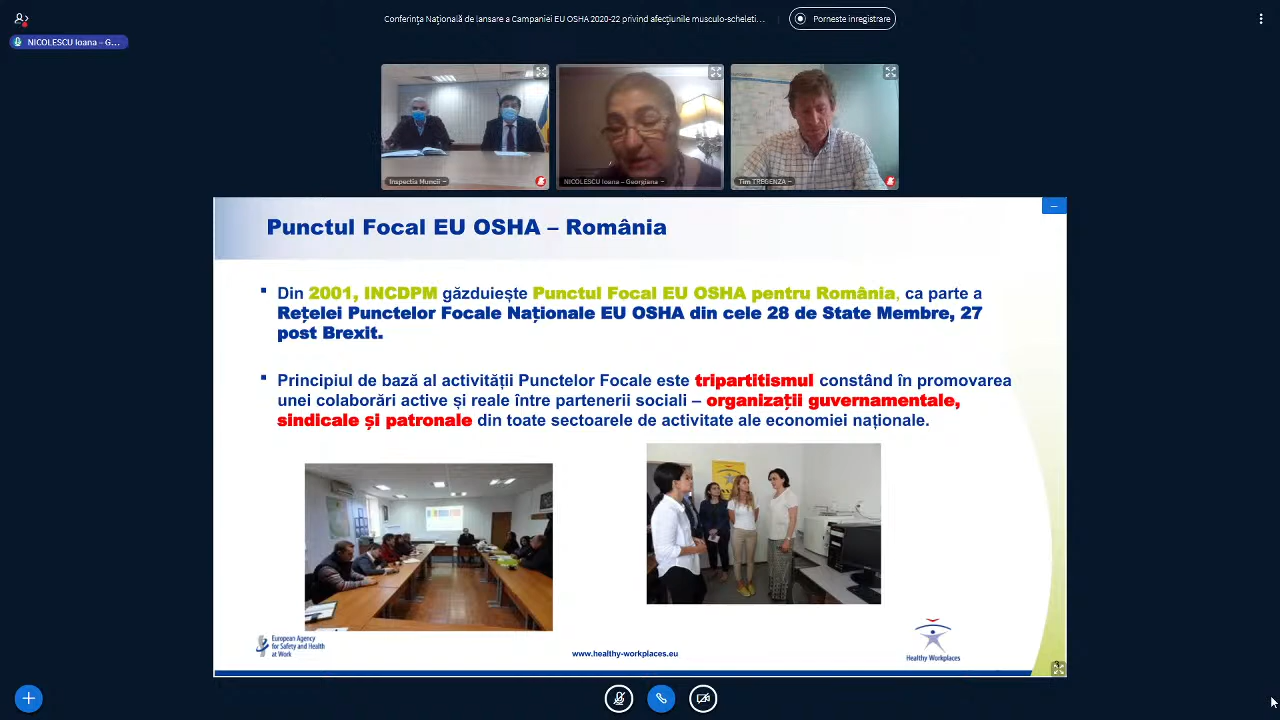 Conferința Națională de lansare a Campaniei EU OSHA 2020-22 privind afecțiunile musculo-scheleti...
Porneste inregistrare
NICOLESCU Ioana – G...
Inspectia Muncii
NICOLESCU Ioana – Georgiana
Tim TREGENZA
Punctul Focal EU OSHA – România
Din 2001, INCDPM găzduiește Punctul Focal EU OSHA pentru România, ca parte a
Rețelei Punctelor Focale Naționale EU OSHA din cele 28 de State Membre, 27
post Brexit.
Principiul de bază al activității Punctelor Focale este tripartitismul constând în promovarea
unei colaborări active și reale între partenerii sociali – organizații guvernamentale,
sindicale și patronale din toate sectoarele de activitate ale economiei naționale.
European Agency
for Safety and Health
at Work
www.healthy-workplaces.eu
Healthy Workplaces